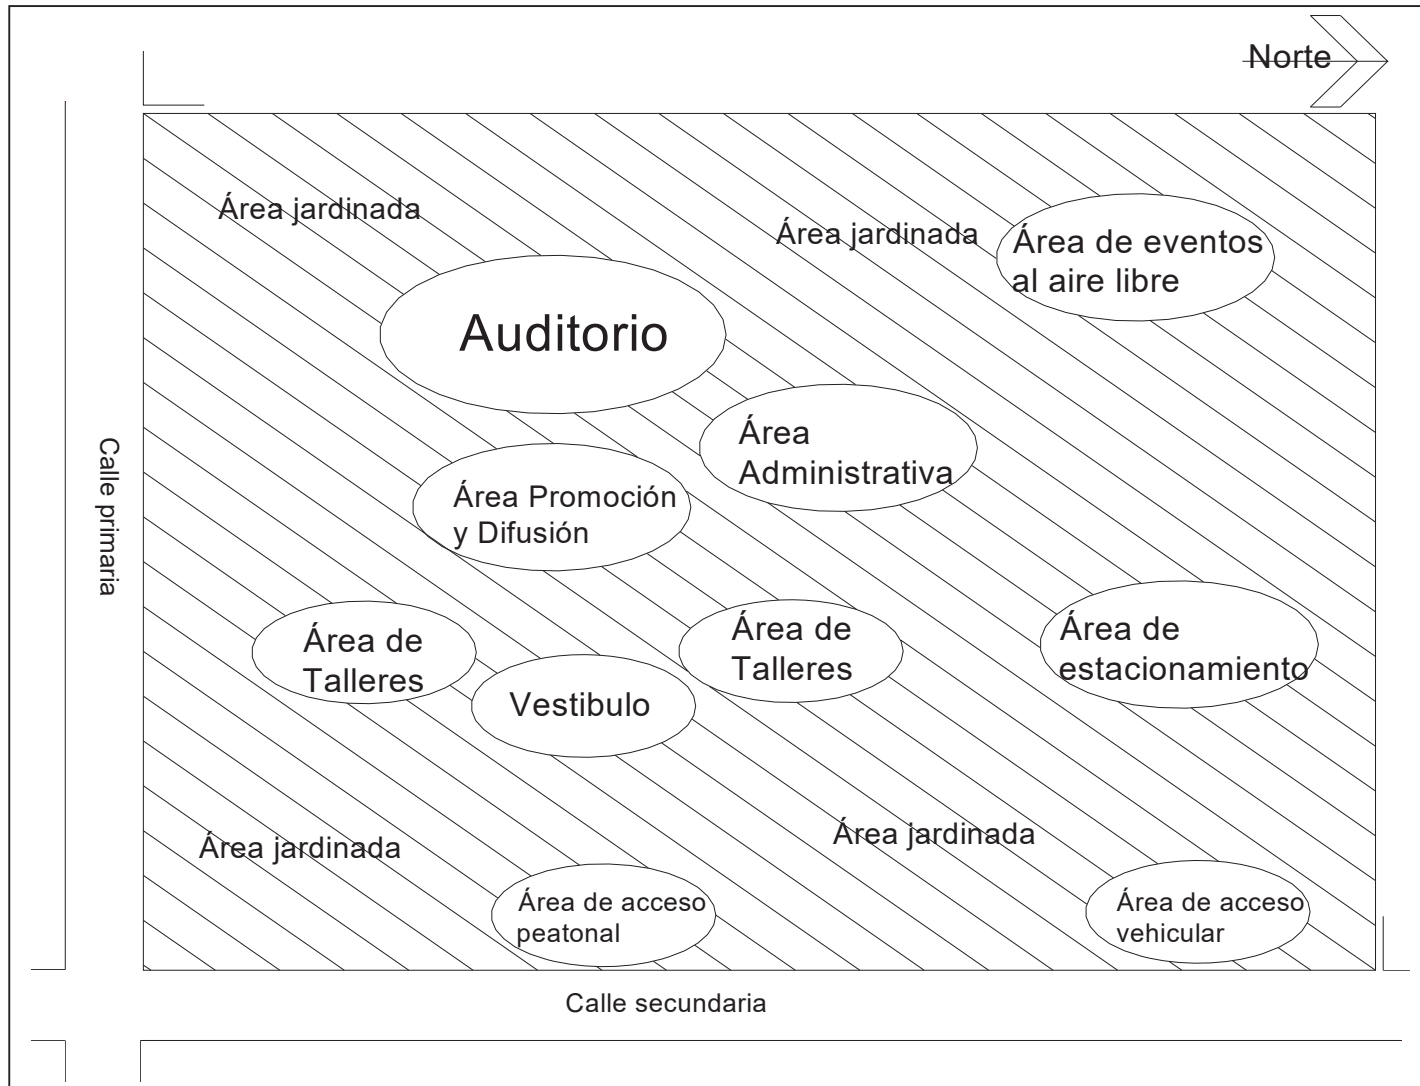 Norte
Área jardinada
Área jardinada
Área de eventos
al aire libre
Auditorio
Área
Administrativa
Área Promoción
y Difusión
Calle primaria
Área de
Talleres
Vestibulo
Área de
Talleres
Área de
estacionamiento
Área jardinada
Área jardinada
Área de acceso
peatonal
Área de acceso
vehicular
Calle secundaria